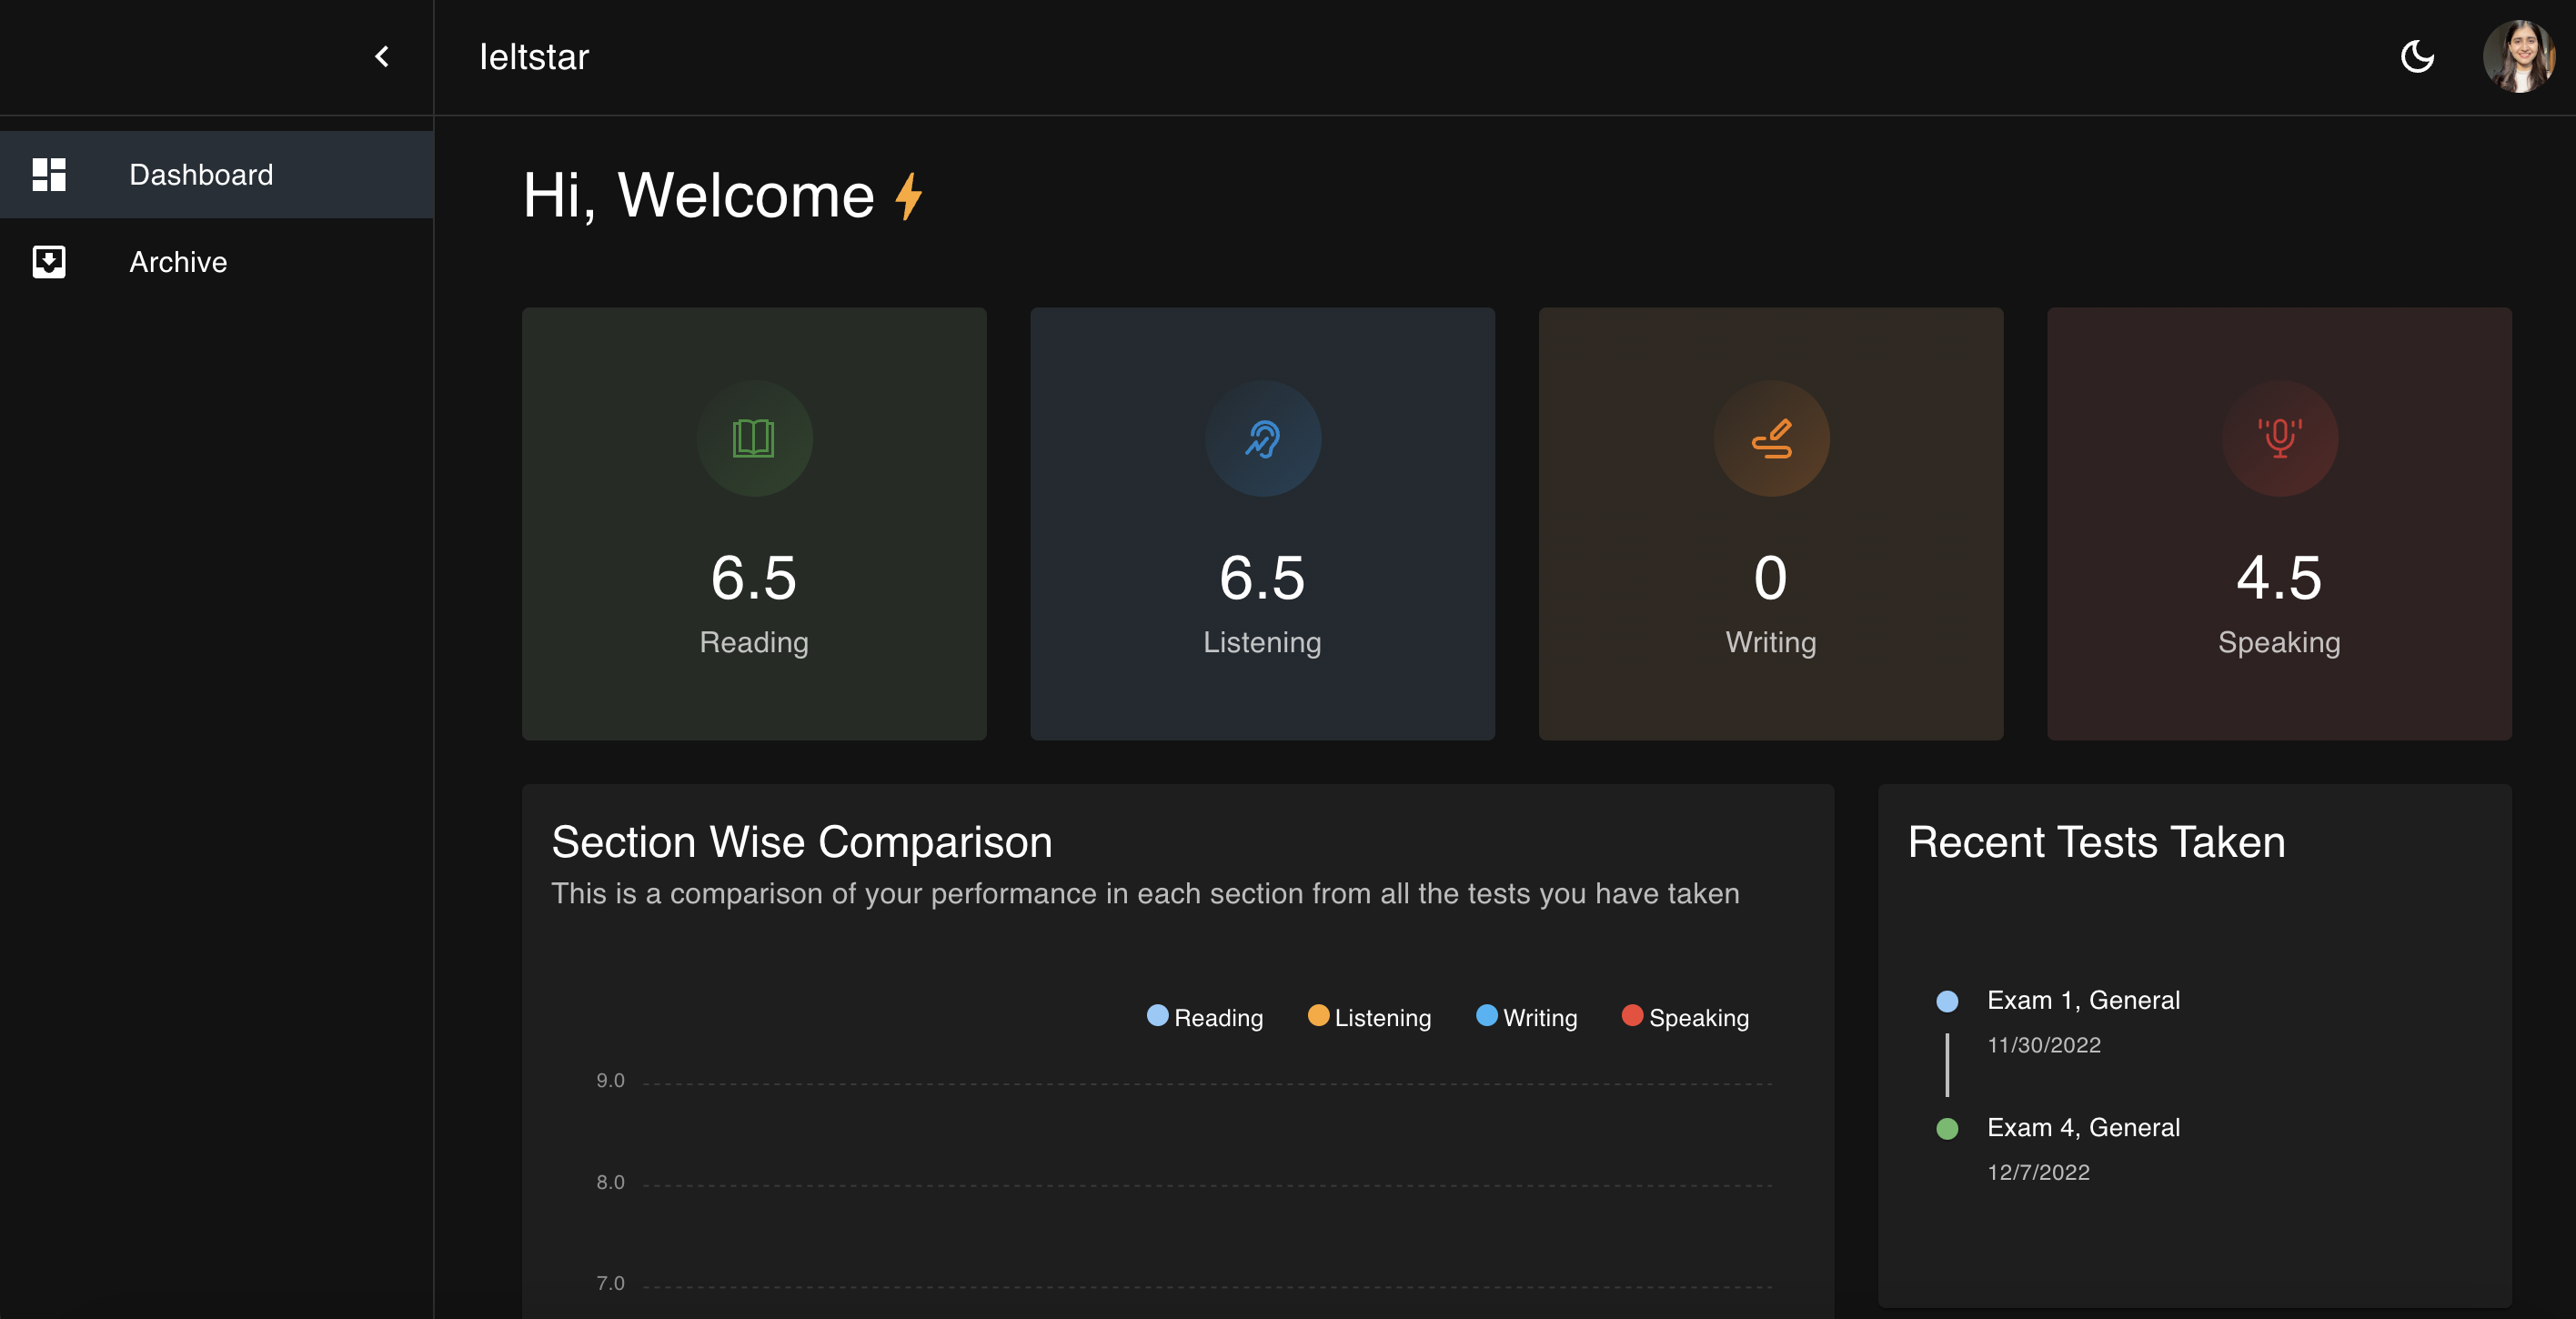 Ieltstar
Dashboard
Archive
Hi, Welcome
6.5
Reading
6.5
Listening
0
Writing
4.5
Speaking
Section Wise Comparison
This is a comparison of your performance in each section from all the tests you have taken
Reading Listening Writing Speaking
9.0
8.0
7.0
Recent Tests Taken
Exam 1, General
11/30/2022
Exam 4, General
12/7/2022